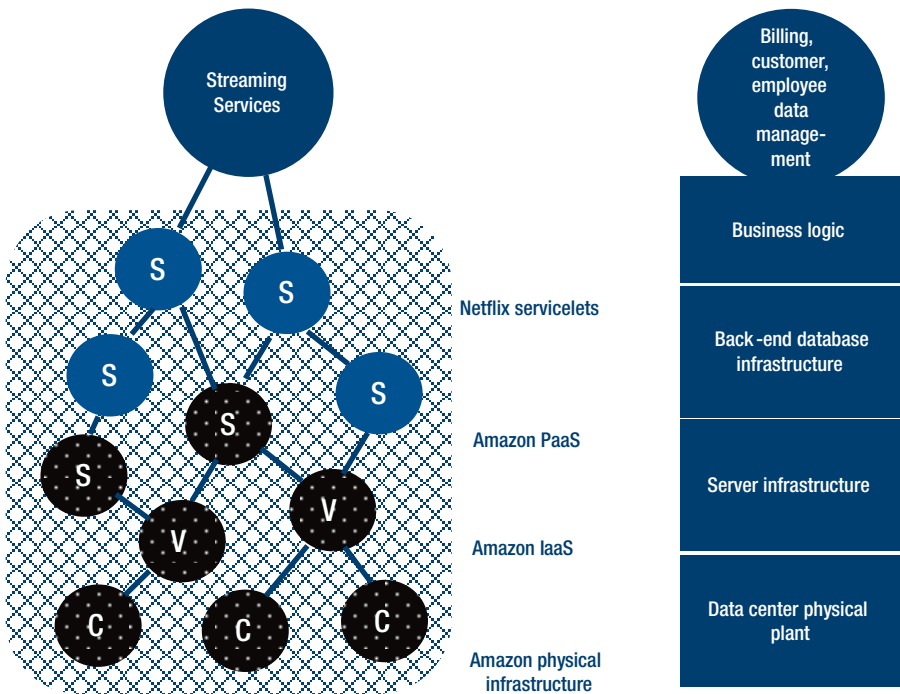 Streaming
Services
Billing,
customer,
employee
data
manage-
ment
Business logic
S
S
Netflix servicelets
S
S
S
Back-end database
infrastructure
Amazon PaaS
S
V
V
Server infrastructure
Amazon IaaS
C
C
C
Data center physical
plant
Amazon physical
infrastructure